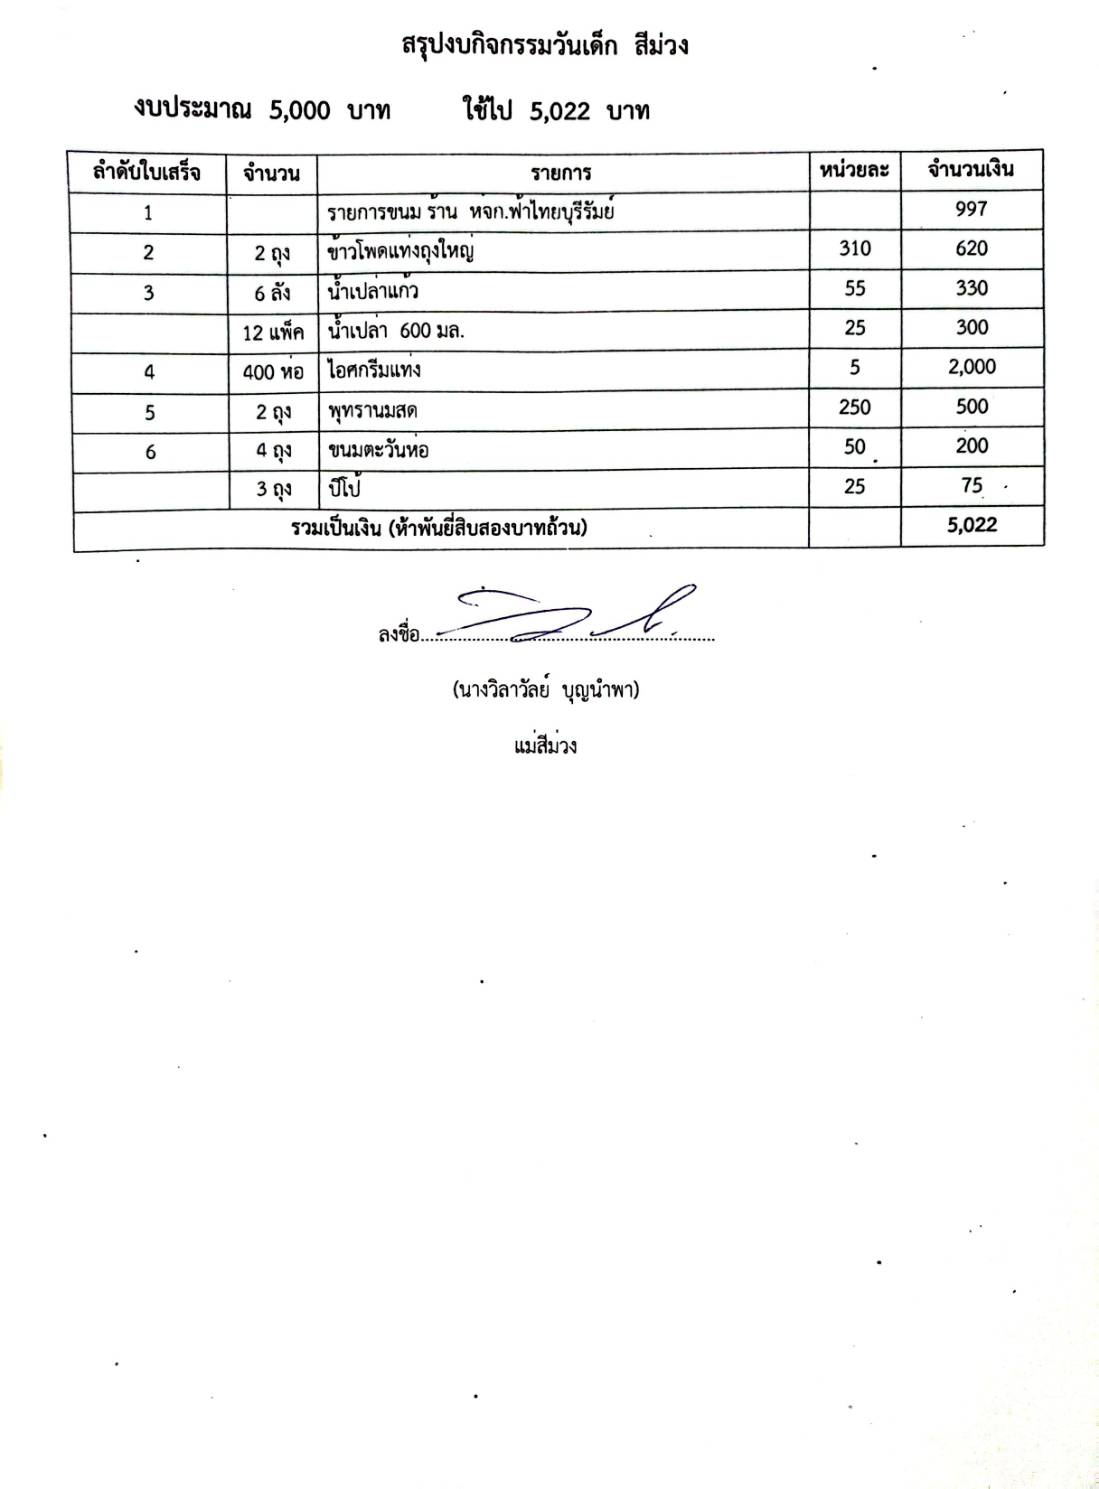 สรุปงบกิจกรรมวันเด็ก สีม่วง
งบประมาณ 5,000 บาท ใช้ไป 5,022 บาท
ลำดับใบเสร็จ จำนวน รายการ หน่วยละ จำนวนเงิน
1 รายการขนม ร้าน หจก.ฟ้าไทยบุรีรัมย์ 997
2 2 ถุง ข้าวโพดแท่งถุงใหญ่ 310 620
3 6 ลัง น้ำเปล่าแก้ว 55 330
12 แพ็ค น้ำเปล่า 600 มล. 25 300
4 400 ห่อ ไอศกรีมแท่ง 5 2,000
5 2 ถุง พุทรานมสด 250 500
6 4 ถุง ขนมตะวันห่อ 50 200
3 ถุง ปีโป้ 25 75
รวมเป็นเงิน (ห้าพันยี่สิบสองบาทถ้วน) 5,022
ลงชื่อ
(นางวิลาวัลย์ บุญนำพา)
แม่สีม่วง